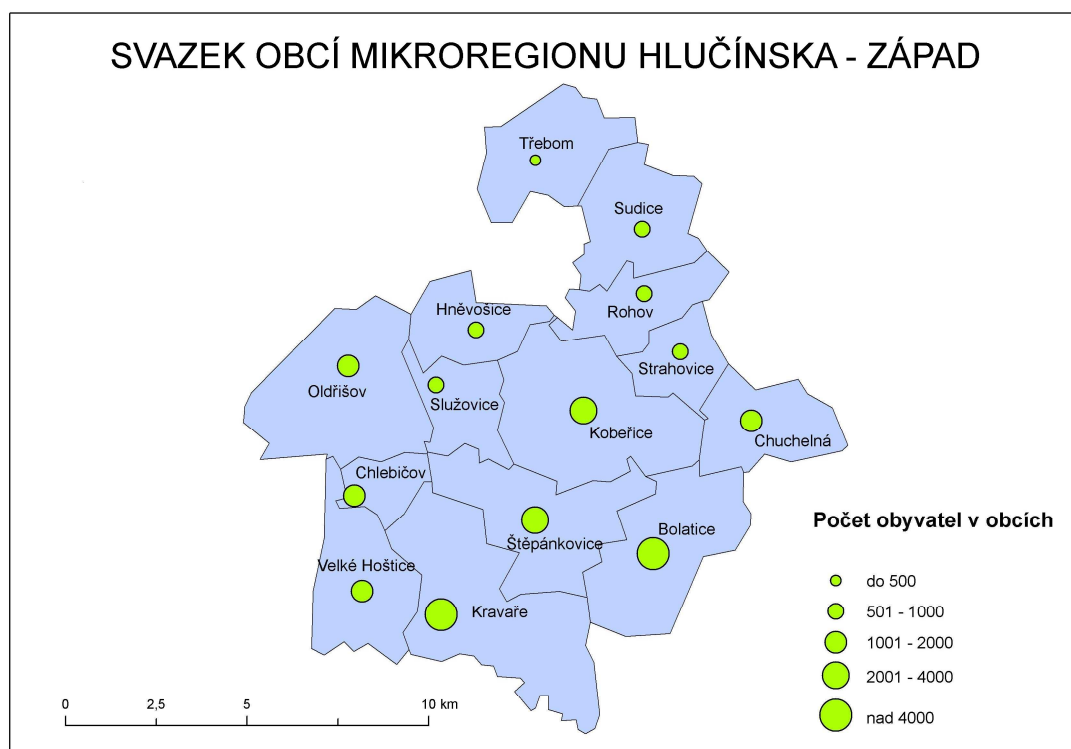 SVAZEK OBCÍ MIKROREGIONU HLUČÍNSKA - ZÁPAD
Třebom
Sudice
Hněvošice
Rohov
Strahovice
Oldřišov
Služovice
Kobeřice
Chuchelná
Chlebičov
Štěpánkovice
Bolatice
Velké Hoštice
Kravaře
Počet obyvatel v obcích
do 500
501 - 1000
1001 - 2000
2001 - 4000
nad 4000
0 2,5 5 10 km